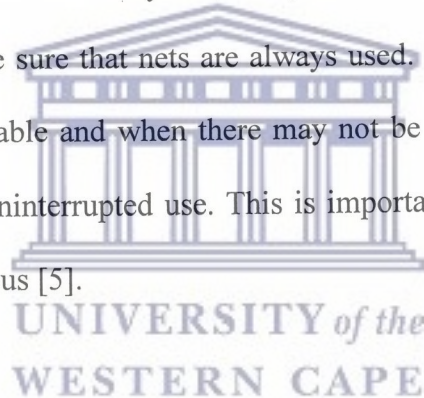 e sure that nets are always used.
able and when there may not be
ninterrupted use. This is importa
us [5].
UNIVERSITY of the
WESTERN CAPE